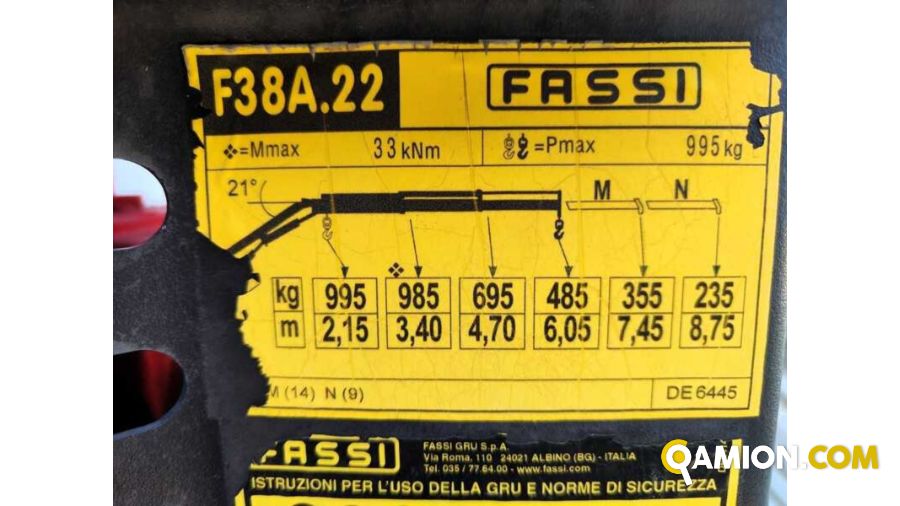 F38A.22 FASSI
❖=Mmax 33 kNm =Pmax 995 kg
21° M N
❖
kg 995 985 695 485 355 235
m 2,15 3,40 4,70 6,05 7,45 8,75
M (14) N (9) DE 6445
FASSI
FASSI GRU S.p.A.
Via Roma, 110 24021 ALBINO (BG) - ITALIA
Tel. 035 / 77.64.00 - www.fassi.com
ISTRUZIONI PER L'USO DELLA GRU E NORME DI SICUREZZA
QAMION.COM